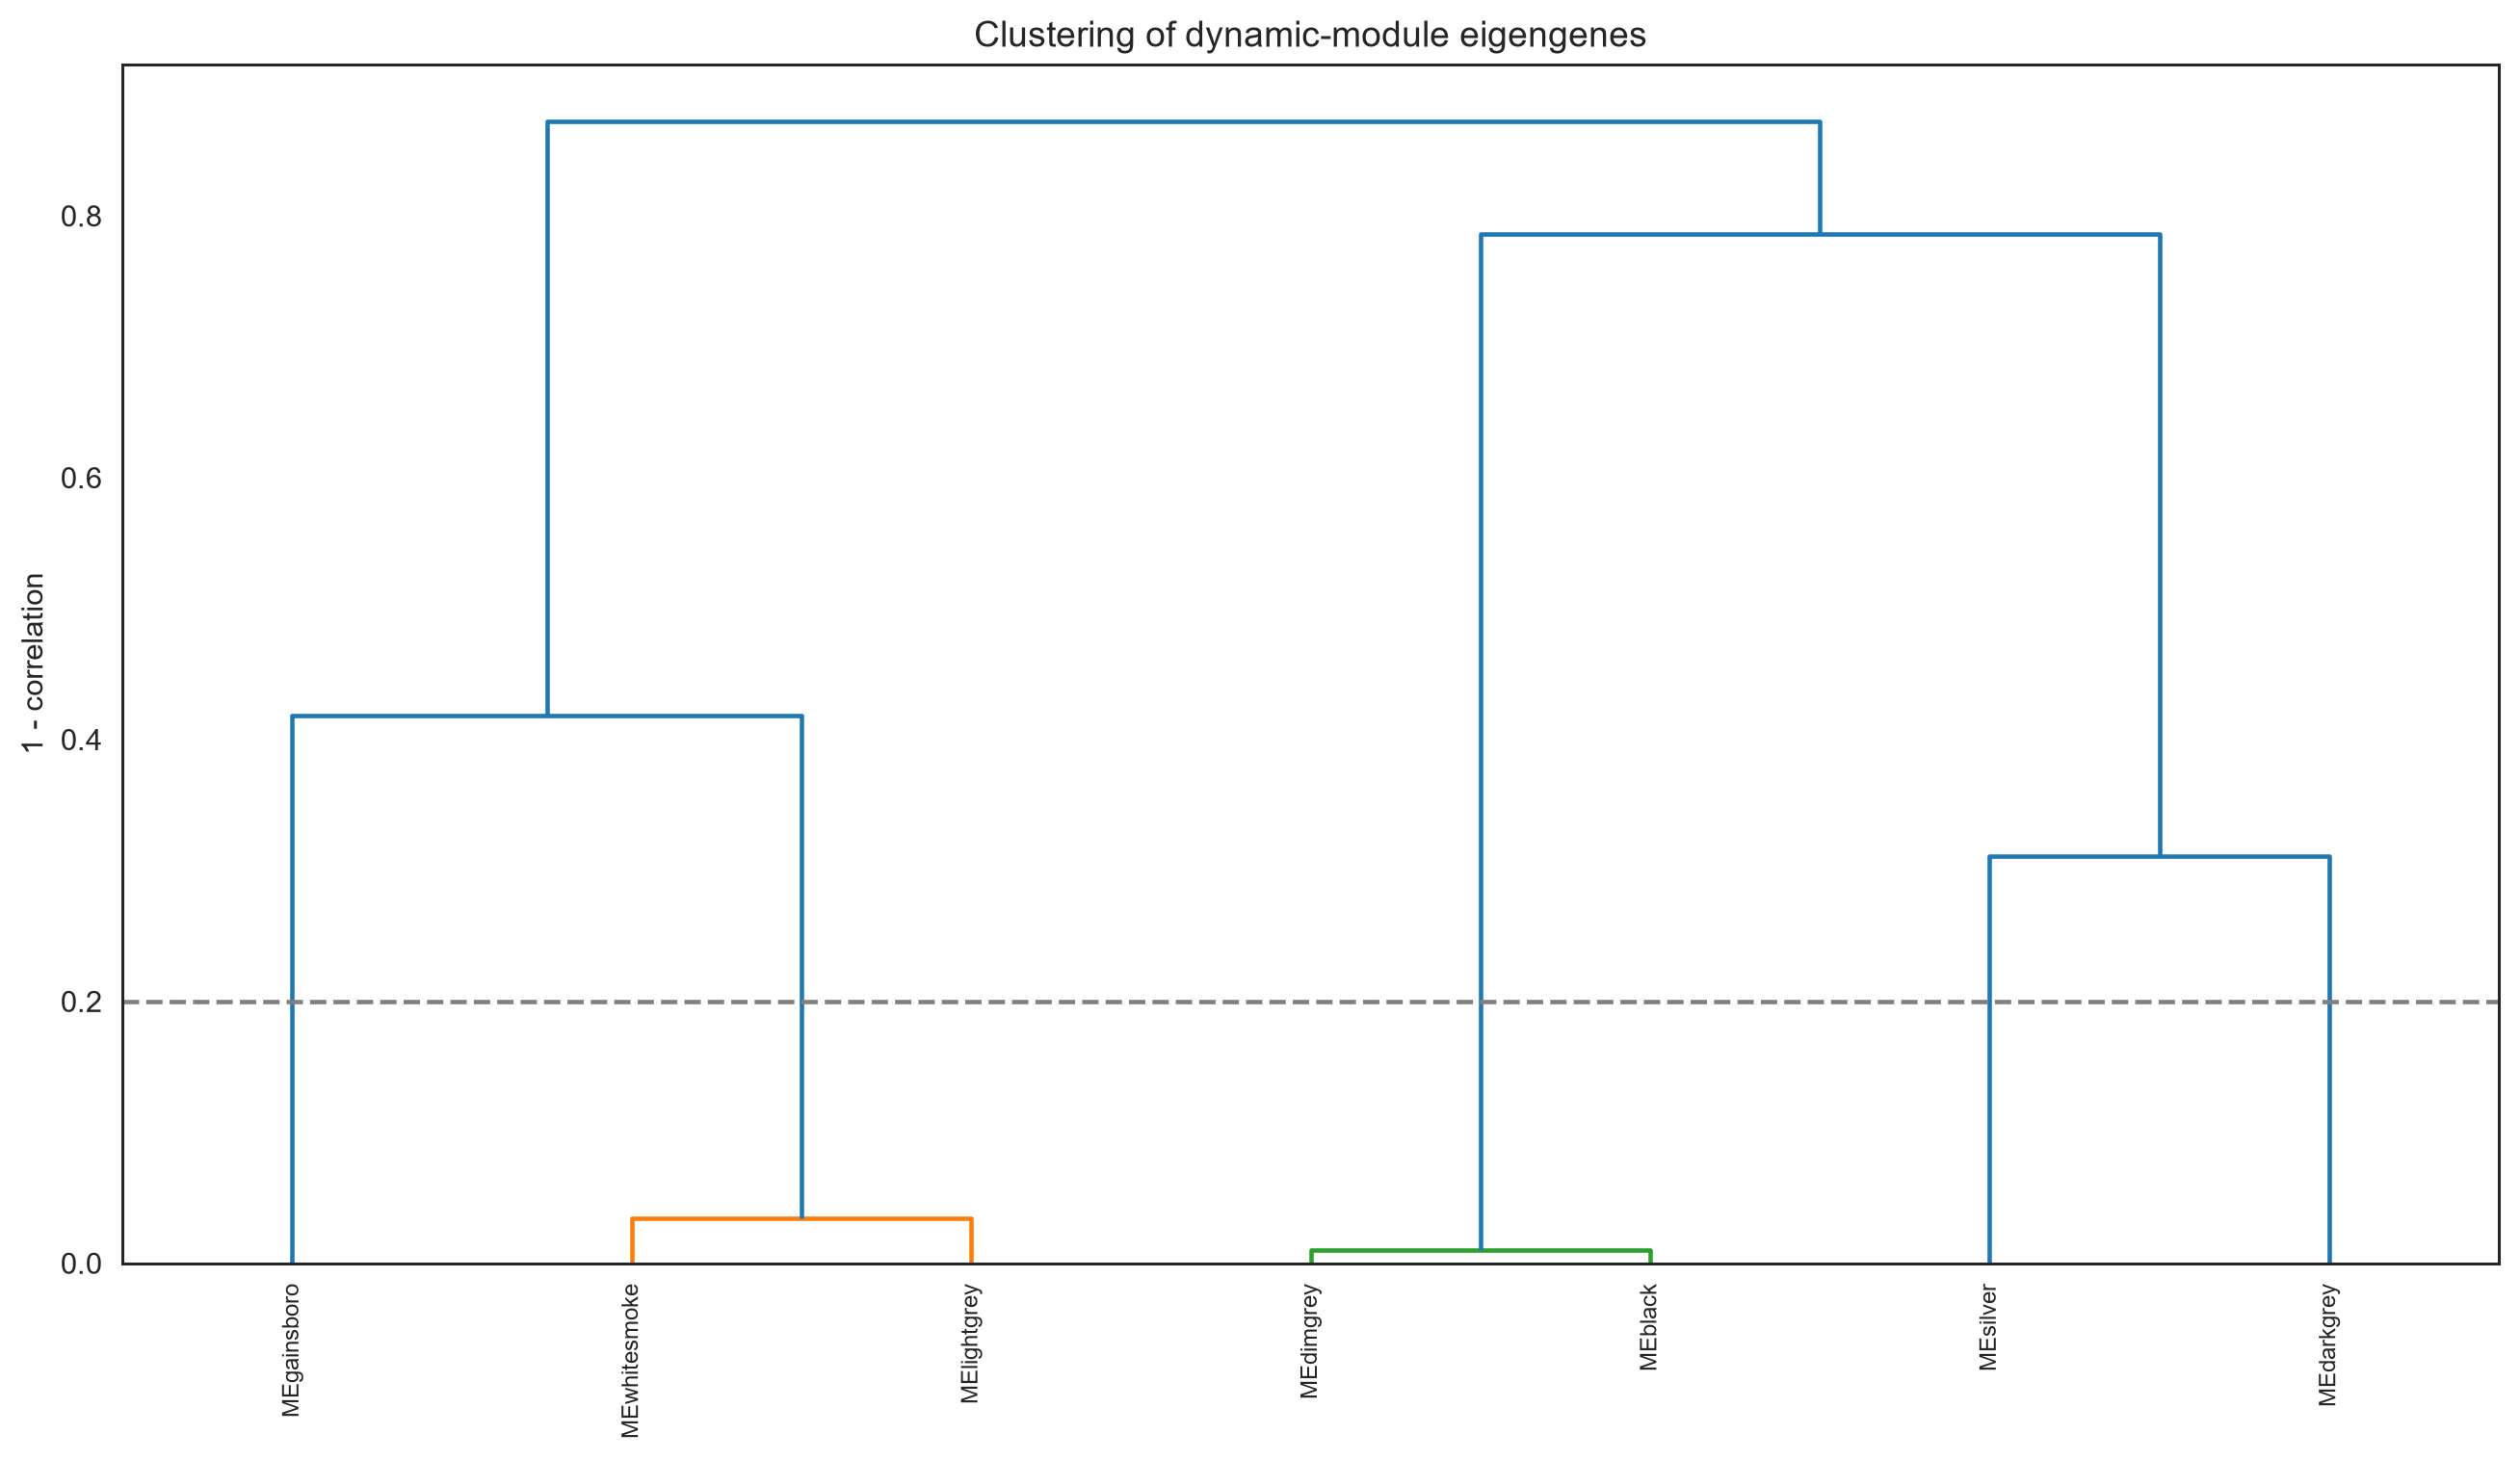 Clustering of dynamic-module eigengenes
1 - correlation
0.8
0.6
0.4
0.2
0.0
MEgainsboro
MEwhitesmoke
MElightgrey
MEdimgrey
MEblack
MEsilver
MEdarkgrey